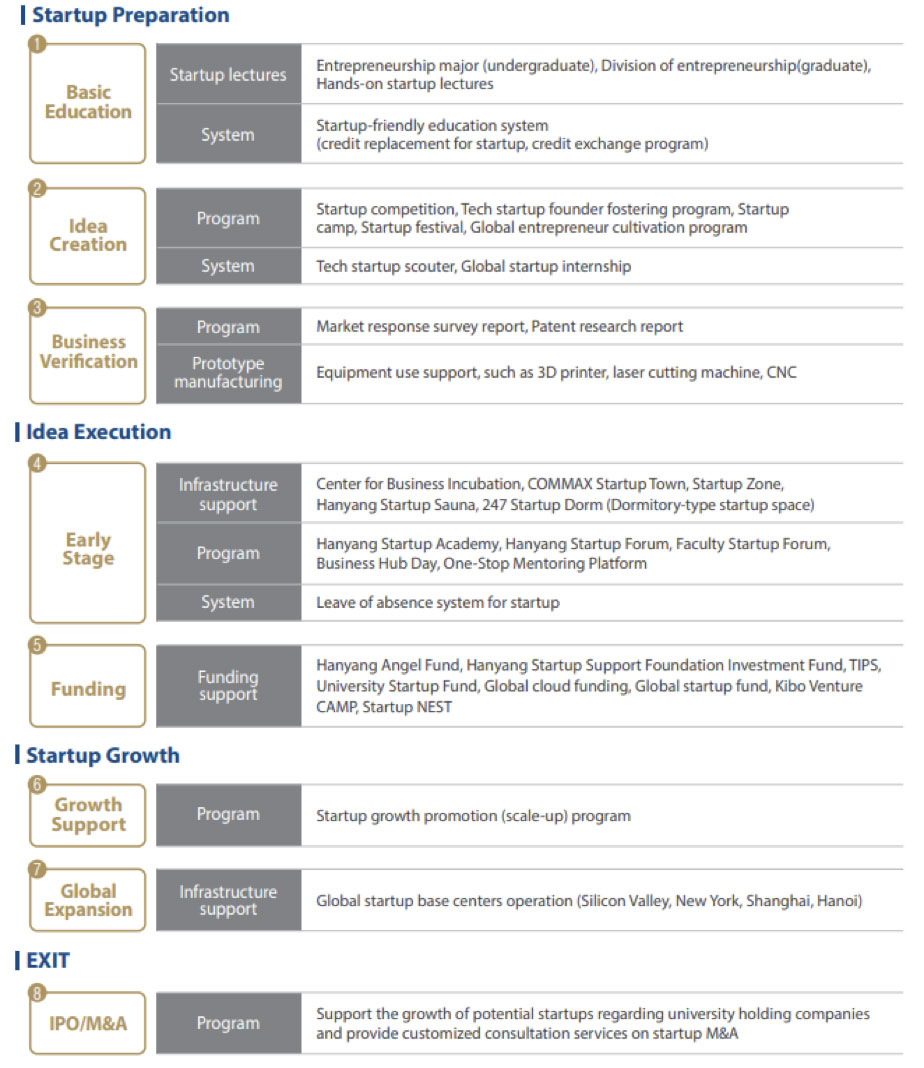 Startup Preparation
1
Basic
Education
Startup lectures
Entrepreneurship major (undergraduate), Division of entrepreneurship(graduate),
Hands-on startup lectures
System
Startup-friendly education system
(credit replacement for startup, credit exchange program)
2
Idea
Creation
Program
Startup competition, Tech startup founder fostering program, Startup
camp, Startup festival, Global entrepreneur cultivation program
System
Tech startup scouter, Global startup internship
3
Business
Verification
Program
Market response survey report, Patent research report
Prototype
manufacturing
Equipment use support, such as 3D printer, laser cutting machine, CNC
Idea Execution
4
Early
Stage
Infrastructure
support
Center for Business Incubation, COMMAX Startup Town, Startup Zone,
Hanyang Startup Sauna, 247 Startup Dorm (Dormitory-type startup space)
Program
Hanyang Startup Academy, Hanyang Startup Forum, Faculty Startup Forum,
Business Hub Day, One-Stop Mentoring Platform
System
Leave of absence system for startup
5
Funding
Funding
support
Hanyang Angel Fund, Hanyang Startup Support Foundation Investment Fund, TIPS,
University Startup Fund, Global cloud funding, Global startup fund, Kibo Venture
CAMP, Startup NEST
Startup Growth
6
Growth
Support
Program
Startup growth promotion (scale-up) program
7
Global
Expansion
Infrastructure
support
Global startup base centers operation (Silicon Valley, New York, Shanghai, Hanoi)
EXIT
8
IPO/M&A
Program
Support the growth of potential startups regarding university holding companies
and provide customized consultation services on startup M&A